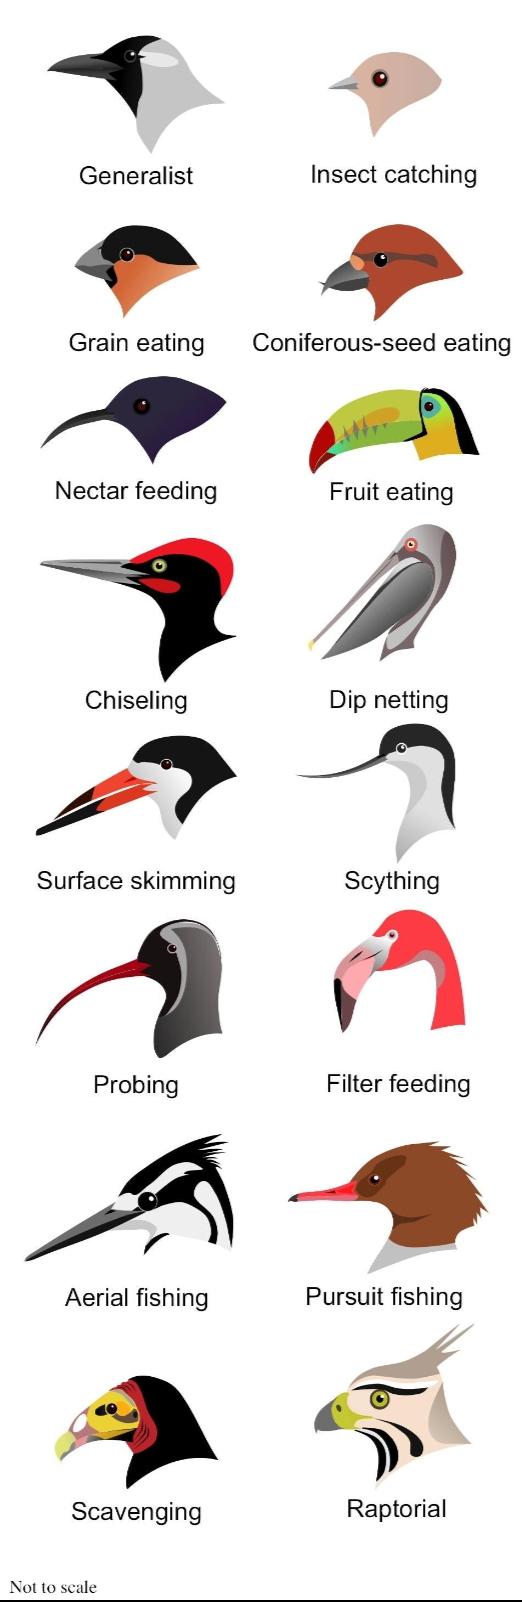 Generalist
Insect catching
Grain eating
Coniferous-seed eating
Nectar feeding
Fruit eating
Chiseling
Dip netting
Surface skimming
Scything
Probing
Filter feeding
Aerial fishing
Pursuit fishing
Scavenging
Raptorial
Not to scale